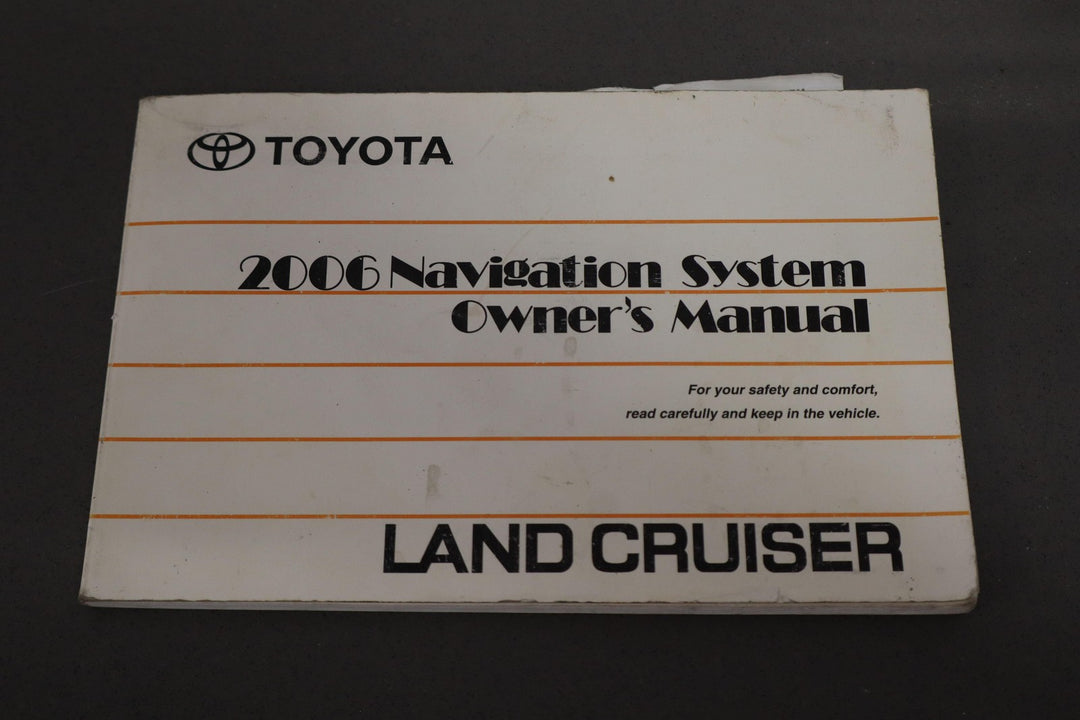 TOYOTA
2006 Navigation System
Owner's Manual
For your safety and comfort,
read carefully and keep in the vehicle.
LAND CRUISER